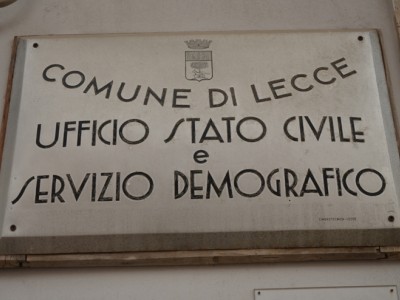 COMUNE DI LECCE
UFFICIO STATO CIVILE
e
SERVIZIO DEMOGRAFICO